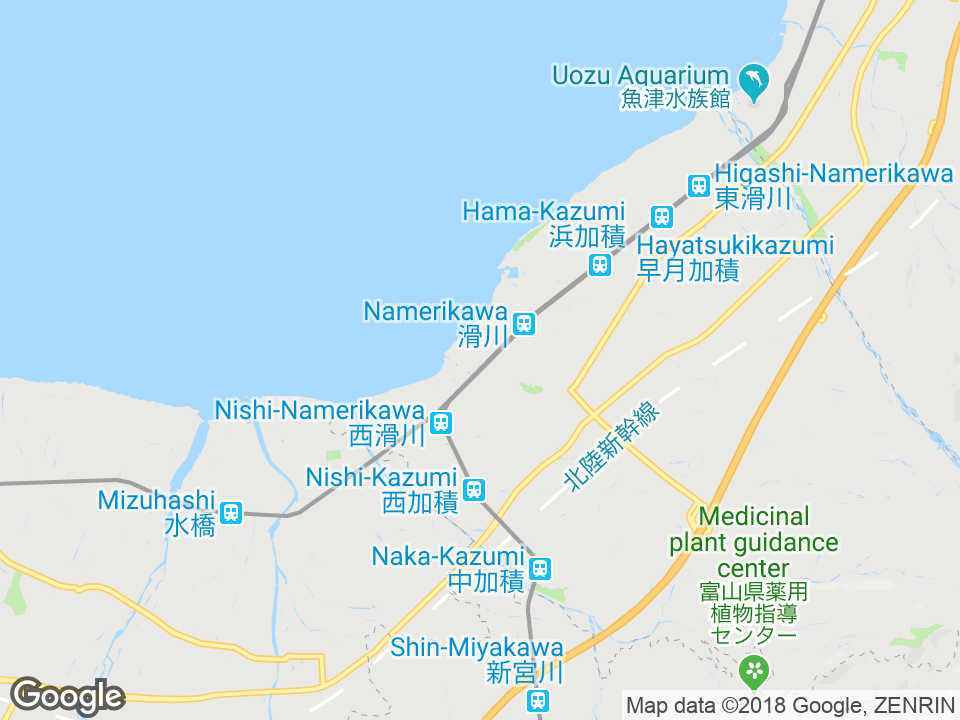 Uozu Aquarium
魚津水族館
Higashi-Namerikawa
東滑川
Hama-Kazumi
浜加積
Hayatsukikazumi
早月加積
Namerikawa
滑川
Nishi-Namerikawa
西滑川
北陸新幹線
Nishi-Kazumi
西加積
Mizuhashi
水橋
Medicinal
plant guidance
center
富山県薬用
植物指導
センター
Naka-Kazumi
中加積
Shin-Miyakawa
新宮川
Google
Map data ©2018 Google, ZENRIN